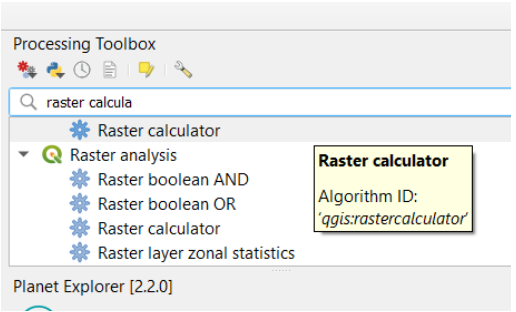 Processing Toolbox
raster calcula
Raster calculator
Raster analysis
Raster boolean AND
Raster boolean OR
Raster calculator
Raster layer zonal statistics
Raster calculator
Algorithm ID:
'qgis:rastercalculator'
Planet Explorer [2.2.0]